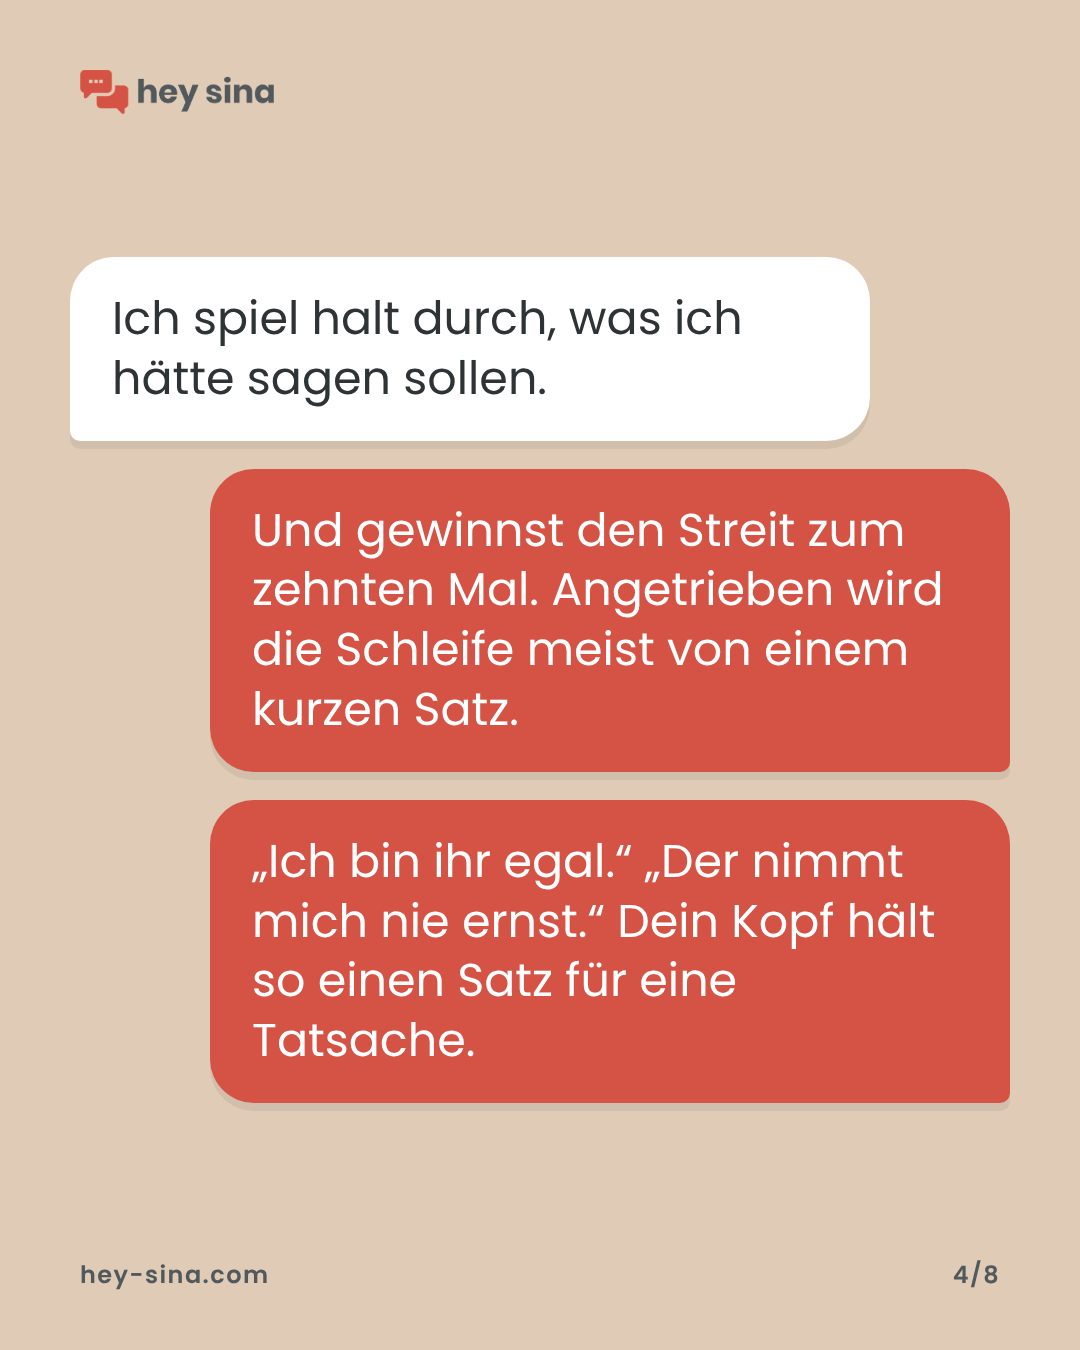 hey sina
Ich spiel halt durch, was ich
hätte sagen sollen.
Und gewinnst den Streit zum
zehnten Mal. Angetrieben wird
die Schleife meist von einem
kurzen Satz.
„Ich bin ihr egal.“ „Der nimmt
mich nie ernst.“ Dein Kopf hält
so einen Satz für eine
Tatsache.
hey-sina.com
4/8